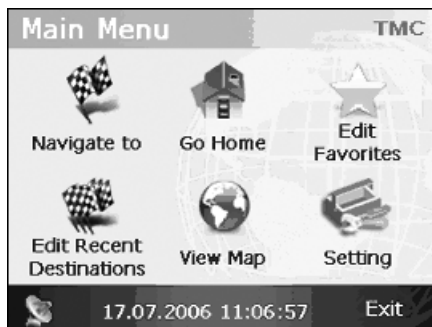 Main Menu TMC
Navigate to
Go Home
Edit
Favorites
Edit Recent
Destinations
View Map
Setting
17.07.2006 11:06:57 Exit